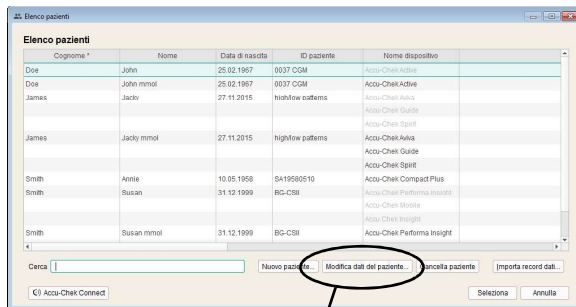 Elenco pazienti
Elenco pazienti
Cognome * Nome Data di nascita ID paziente Nome dispositivo
Doe John 25.02.1967 0037 CGM Accu-Chek Active
Doe John mmol 25.02.1967 0037 CGM Accu-Chek Active
James Jacky 27.11.2015 high/low patterns Accu-Chek Aviva
Accu-Chek Guide
Accu-Chek Spirit
James Jacky mmol 27.11.2015 high/low patterns Accu-Chek Aviva
Accu-Chek Guide
Accu-Chek Spirit
Smith Annie 10.05.1958 SA19580510 Accu-Chek Compact Plus
Smith Susan 31.12.1999 BG-CSII Accu-Chek Performa Insight
Accu-Chek Mobile
Accu-Chek Insight
Smith Susan mmol 31.12.1999 BG-CSII Accu-Chek Performa Insight
Cerca Nuovo paziente... Modifica dati del paziente... Cancella paziente Importa record dati...
Accu-Chek Connect Seleziona Annulla